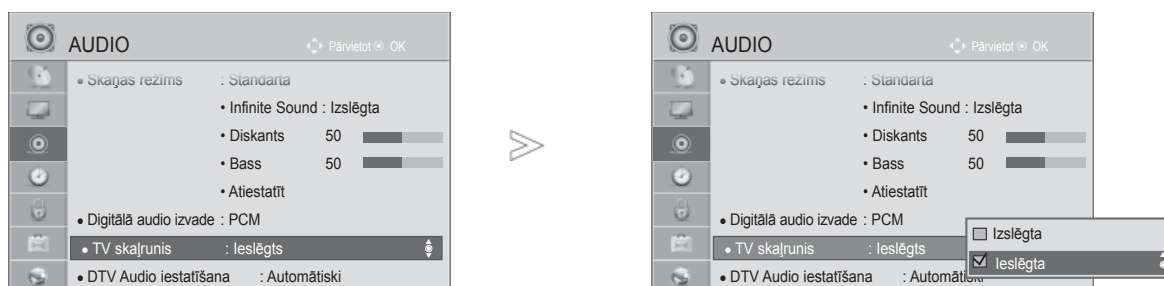 AUDIO
Pārvietot OK
• Skaņas režīms : Standarta
• Infinite Sound : Izslēgta
• Diskants 50
• Bass 50
• Atiestatīt
• Digitālā audio izvade : PCM
• TV skaļrunis : Ieslēgts
• DTV Audio iestatīšana : Automātiski
>
AUDIO
Pārvietot OK
• Skaņas režīms : Standarta
• Infinite Sound : Izslēgta
• Diskants 50
• Bass 50
• Atiestatīt
• Digitālā audio izvade : PCM
• TV skaļrunis : Ieslēgts
• DTV Audio iestatīšana :
Izslēgta
Ieslēgta